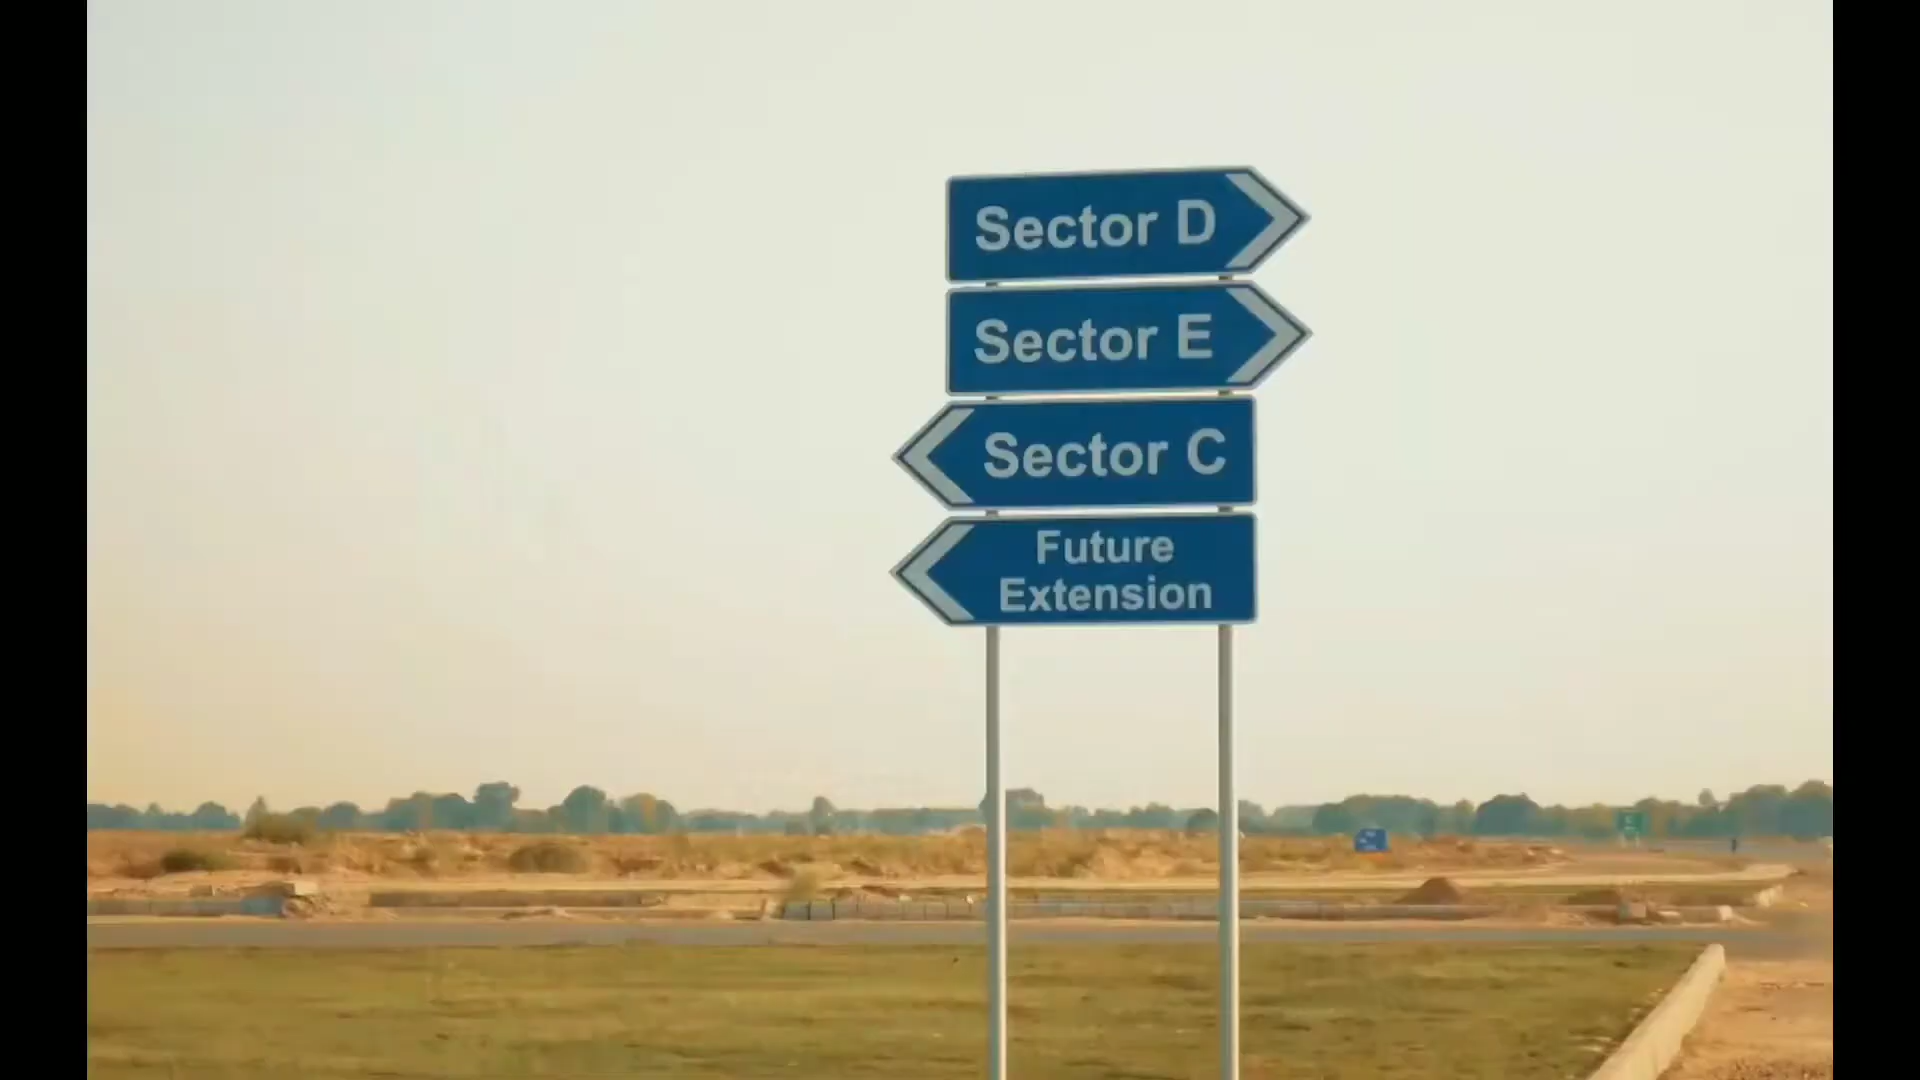 Sector D
Sector E
Sector C
Future
Extension